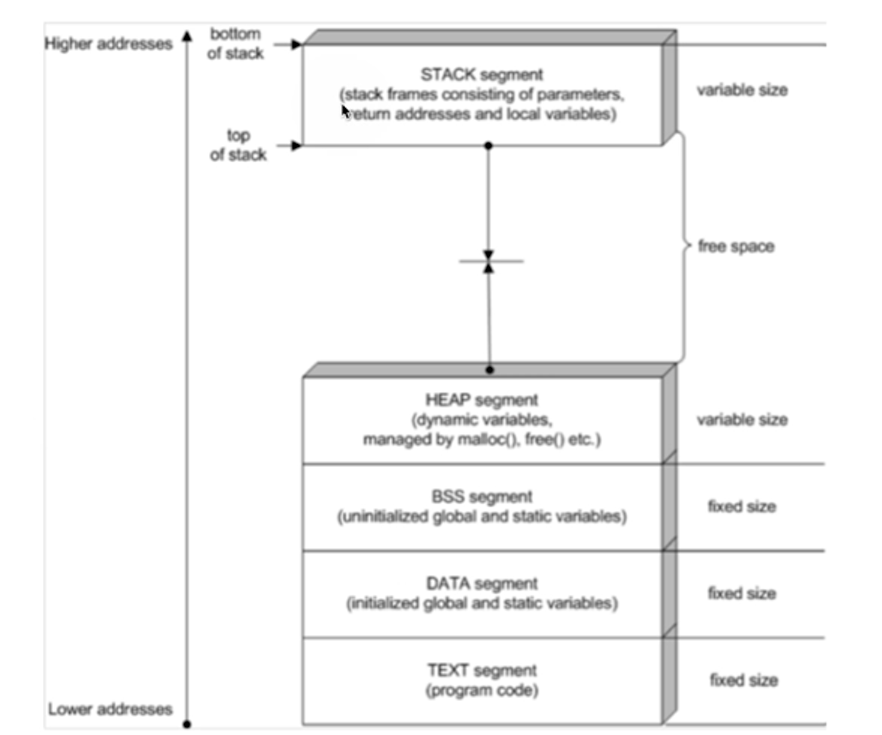 Higher addresses
bottom
of stack
STACK segment
(stack frames consisting of parameters,
return addresses and local variables)
variable size
top
of stack
free space
HEAP segment
(dynamic variables,
managed by malloc(), free() etc.)
variable size
BSS segment
(uninitialized global and static variables)
fixed size
DATA segment
(initialized global and static variables)
fixed size
TEXT segment
(program code)
fixed size
Lower addresses